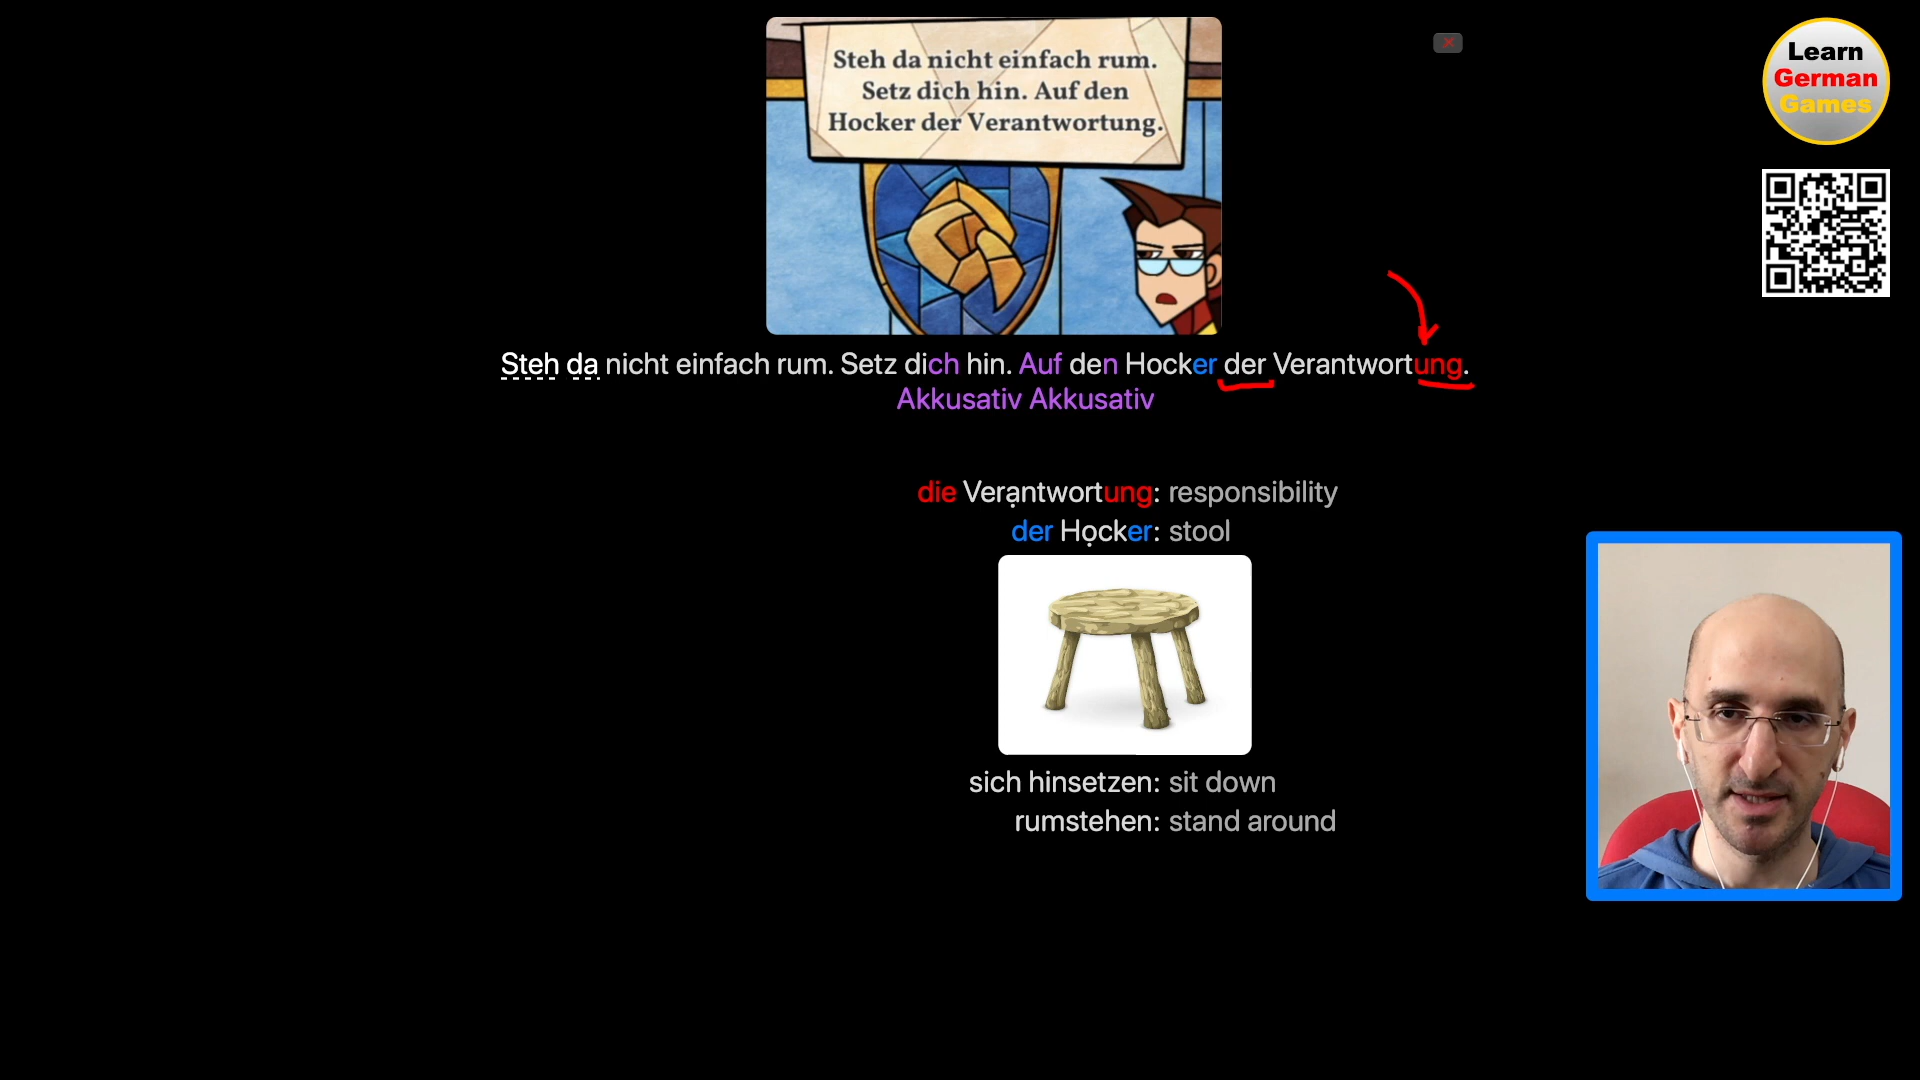 Steh da nicht einfach rum.
Setz dich hin. Auf den
Hocker der Verantwortung.
Learn
German
Games
Steh da nicht einfach rum. Setz dich hin. Auf den Hocker der Verantwortung.
Akkusativ Akkusativ
die Verạntwortung: responsibility
der Họcker: stool
sich hinsetzen: sit down
rumstehen: stand around